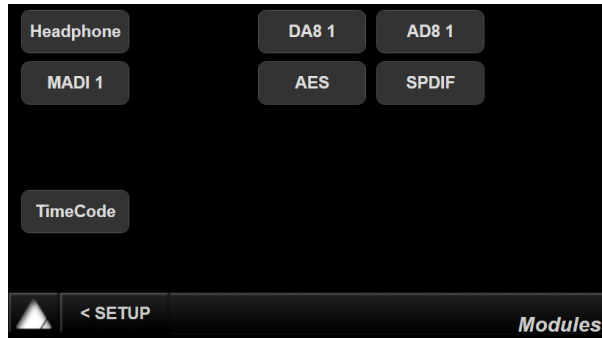 Headphone DA8 1 AD8 1
MADI 1 AES SPDIF
TimeCode
< SETUP
Modules